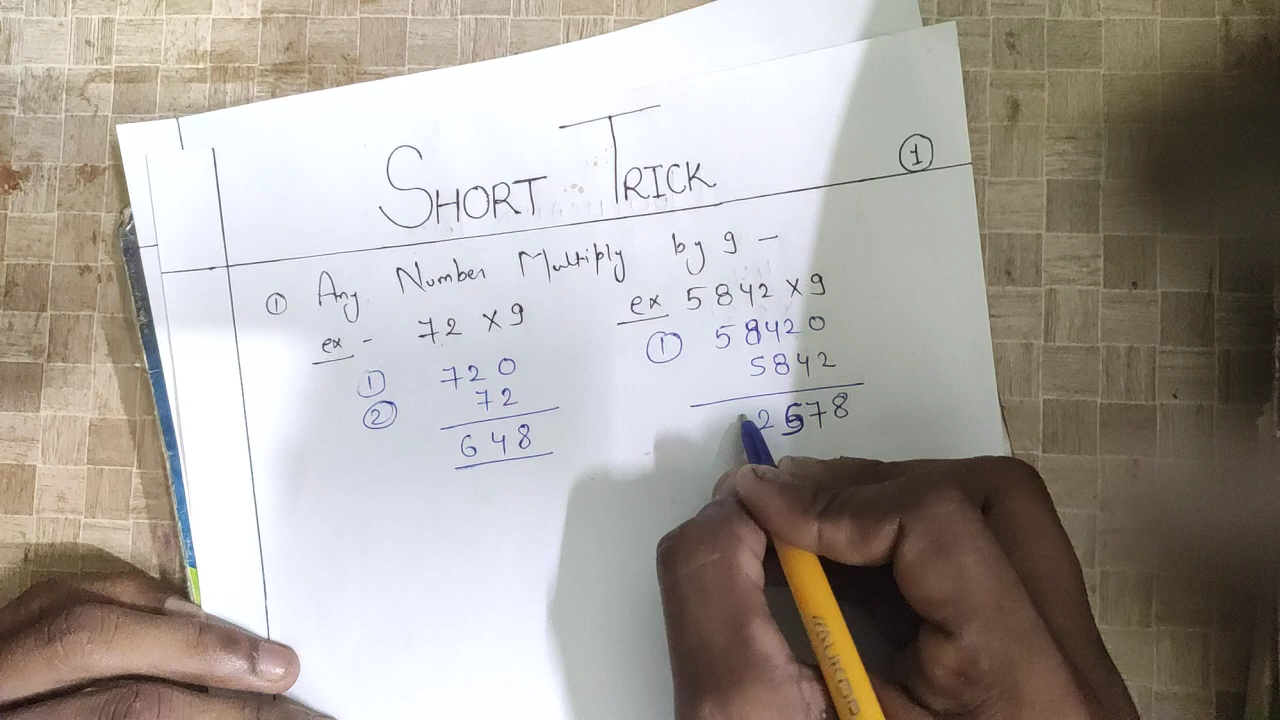 SHORT TRICK
1
① Any Number Multiply by 9 –
ex - 72 × 9
① 720
② 72
648
ex 5842 × 9
① 58420
5842
2578